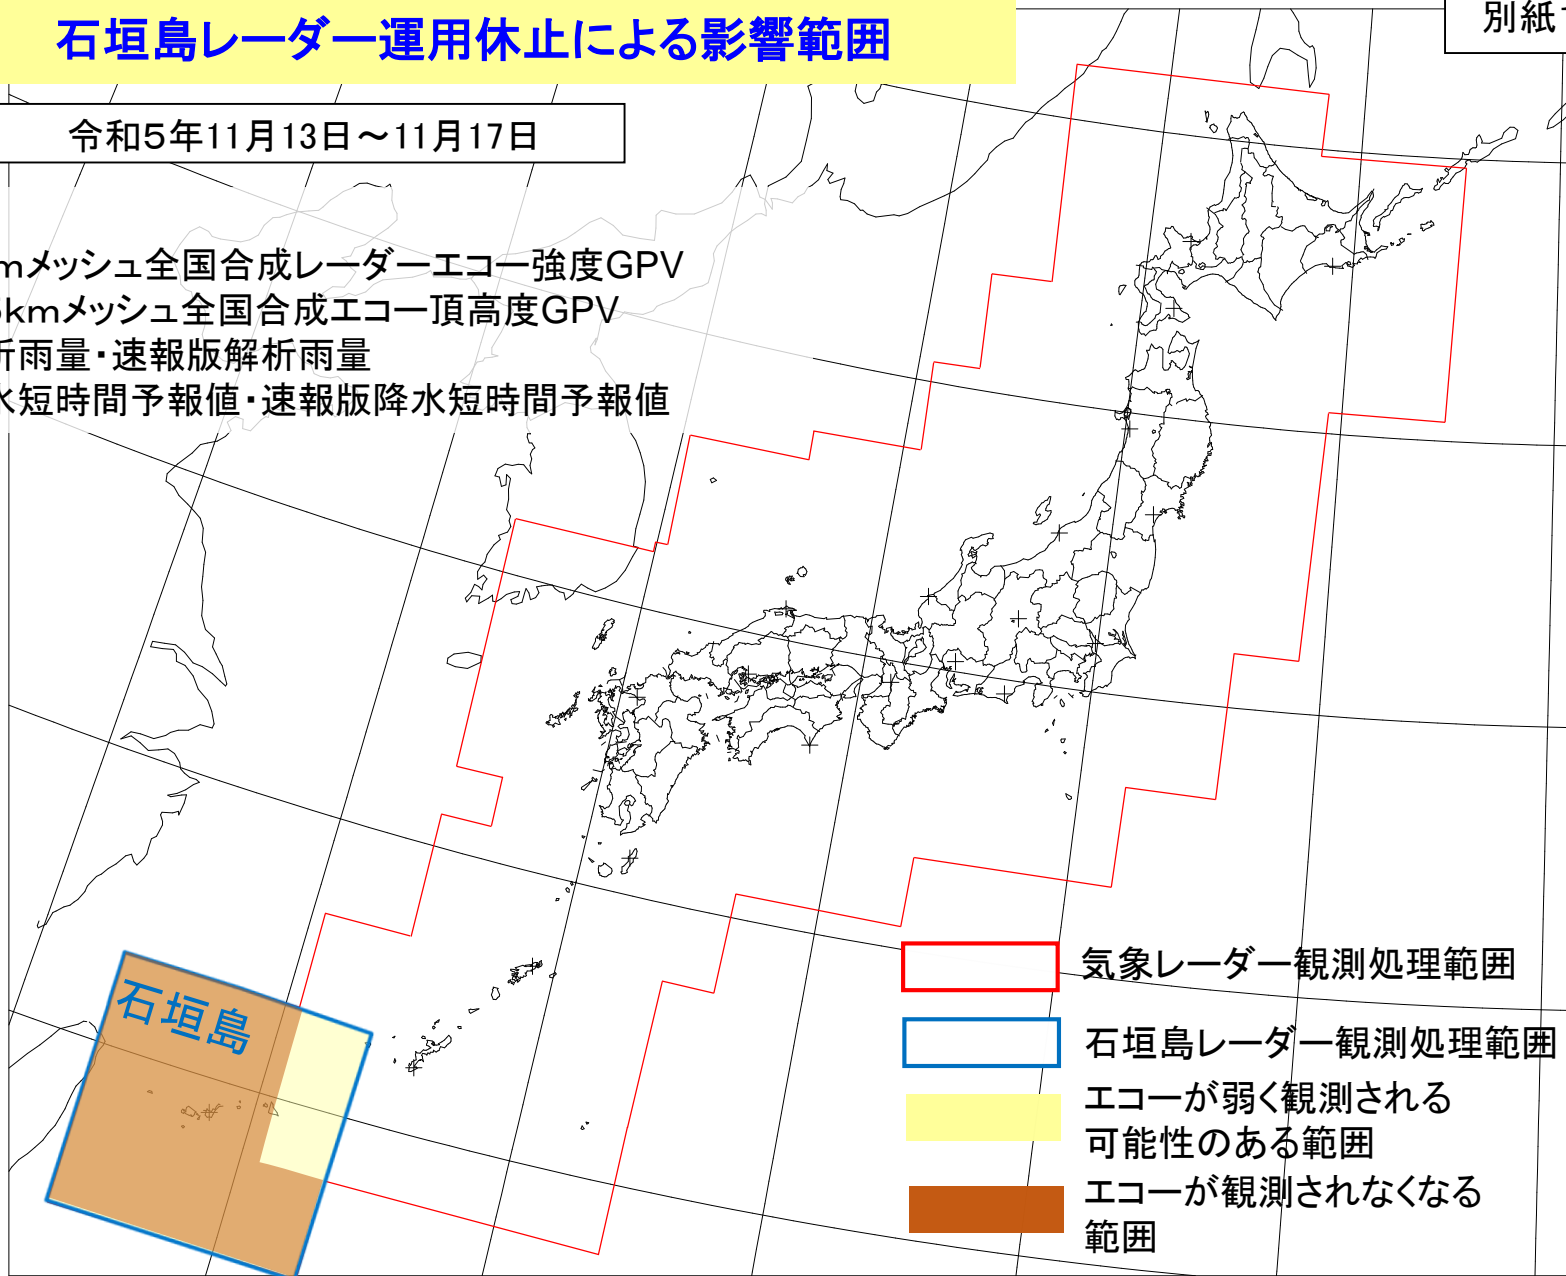 石垣島レーダー運用休止による影響範囲
別紙
令和5年11月13日～11月17日
mメッシュ全国合成レーダーエコー強度GPV
kmメッシュ全国合成エコー頂高度GPV
析雨量・速報版解析雨量
水短時間予報値・速報版降水短時間予報値
石垣島
気象レーダー観測処理範囲
石垣島レーダー観測処理範囲
エコーが弱く観測される
可能性のある範囲
エコーが観測されなくなる
範囲